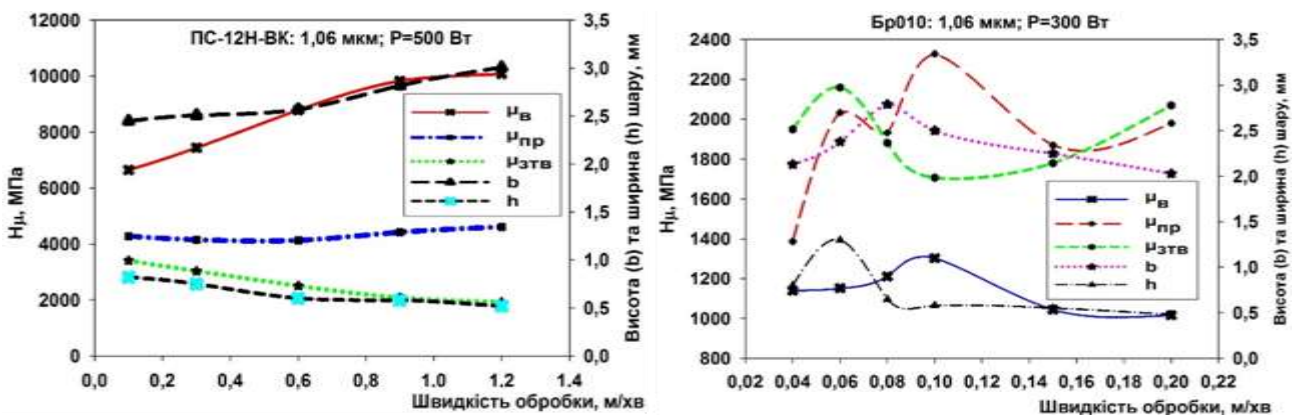 ПС-12Н-ВК: 1,06 мкм; Р=500 Вт
12000
10000
8000
6000
4000
2000
0
Hμ, МПа
3,5
3,0
2,5
2,0
1,5
1,0
0,5
0,0
Висота (b) та ширина (h) шару, мм
μв
μпр
μзтв
b
h
0,0 0,2 0,4 0,6 0,8 1.0 1.2 1.4
Швидкість обробки, м/хв
Бр010: 1,06 мкм; Р=300 Вт
2400
2200
2000
1800
1600
1400
1200
1000
800
Hμ, МПа
3,5
3,0
2,5
2,0
1,5
1,0
0,5
0,0
Висота (b) та ширина (h) шару, мм
μв
μпр
μзтв
b
h
0,02 0,04 0,06 0,08 0,10 0,12 0,14 0,16 0,18 0,20 0,22
Швидкість обробки, м/хв